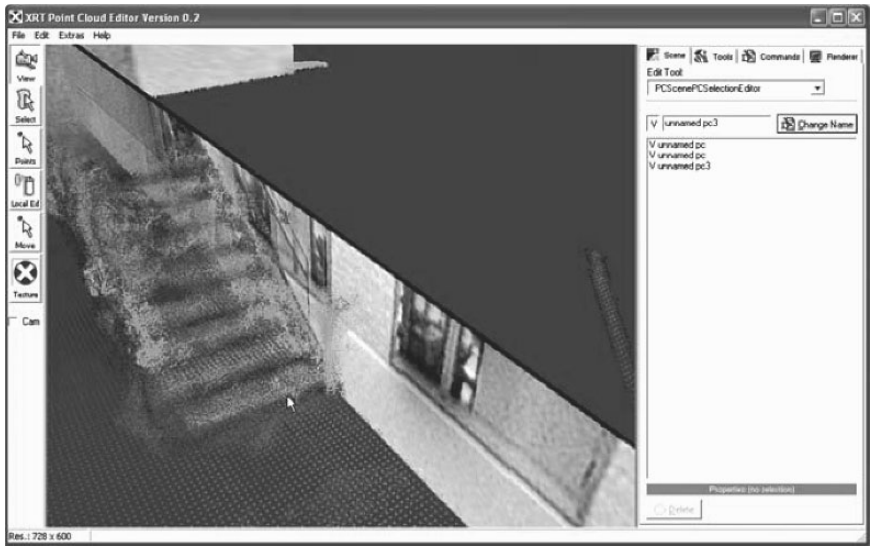 XRT Point Cloud Editor Version 0.2
File Edit Extras Help
View
Select
Points
Local Ed
Move
Texture
Cam
Scene Tools Commands Renderer
Edit Tool:
PCScenePCSelectionEditor
V unnamed pc3 Change Name
V unnamed pc
V unnamed pc
V unnamed pc3
Properties (no selection)
Delete
Res.: 728 x 600